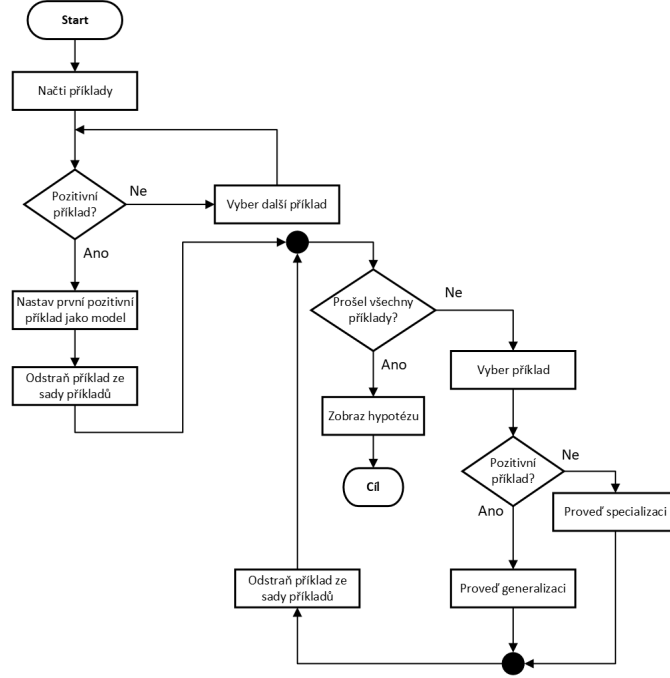 Start
Načti příklady
Pozitivní
příklad?
Ne
Vyber další příklad
Ano
Nastav první pozitivní
příklad jako model
Odstraň příklad ze
sady příkladů
Prošel všechny
příklady?
Ne
Ano
Vyber příklad
Zobraz hypotézu
Cíl
Pozitivní
příklad?
Ne
Ano
Proveď specializaci
Odstraň příklad ze
sady příkladů
Proveď generalizaci